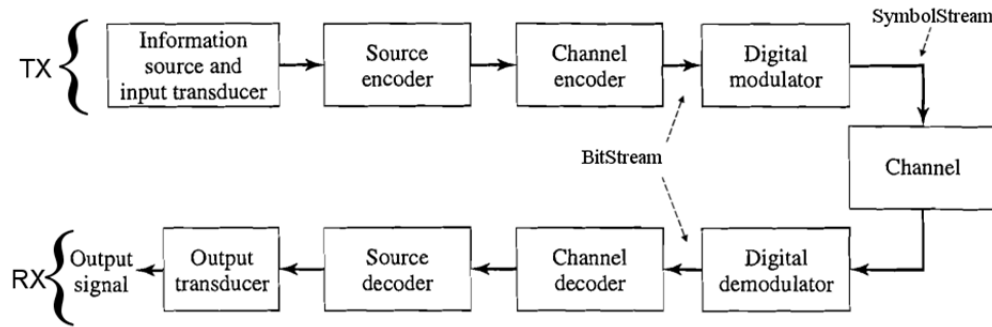 SymbolStream
TX
Information
source and
input transducer
Source
encoder
Channel
encoder
Digital
modulator
BitStream
Channel
RX
Output
signal
Output
transducer
Source
decoder
Channel
decoder
Digital
demodulator